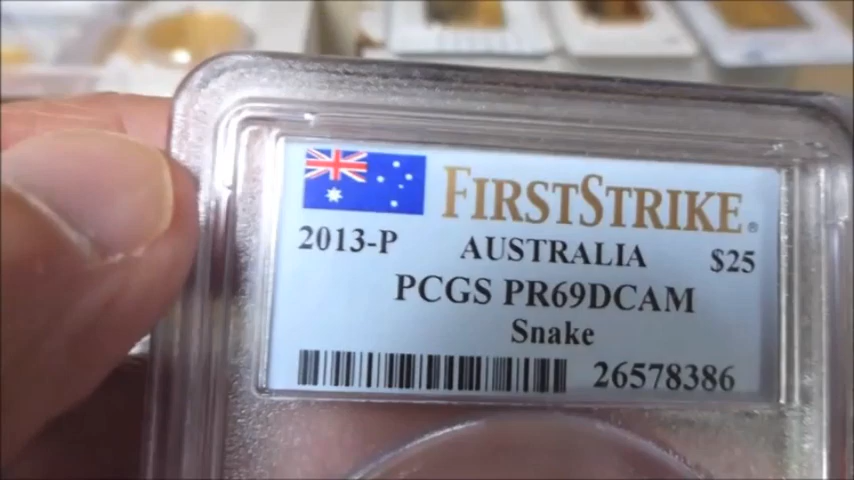 FIRSTSTRIKE®
2013-P AUSTRALIA $25
PCGS PR69DCAM
Snake
26578386